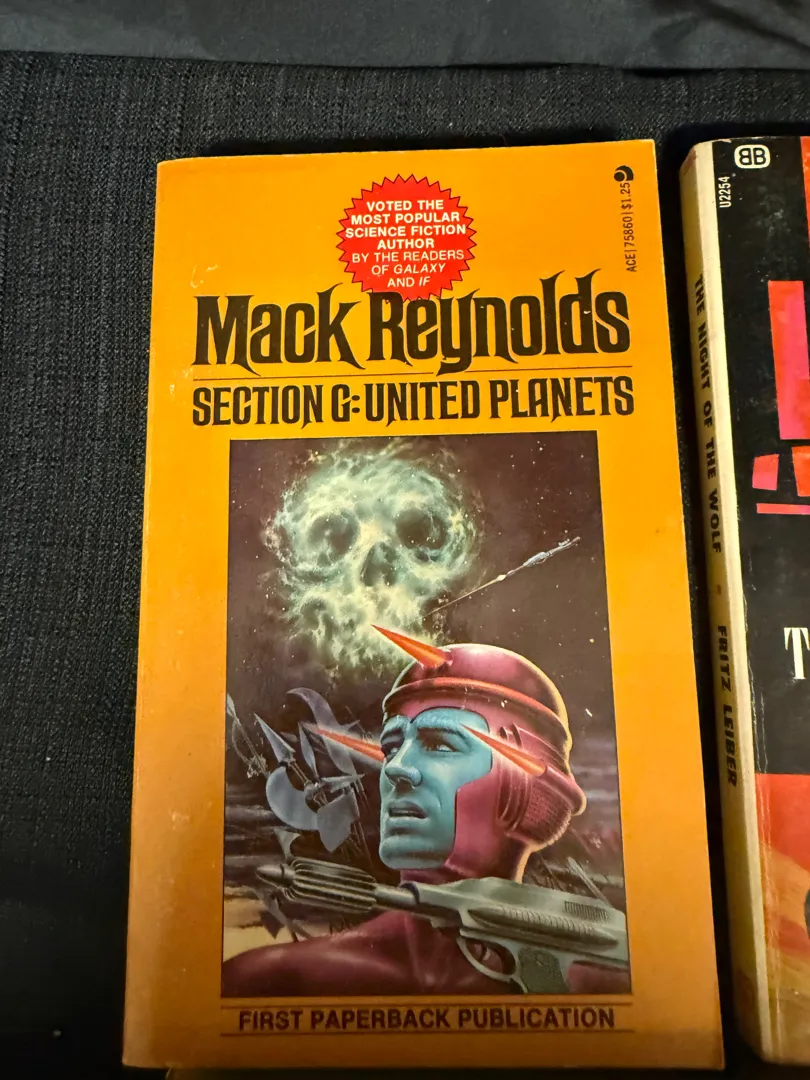 VOTED THE
MOST POPULAR
SCIENCE FICTION
AUTHOR
BY THE READERS
OF GALAXY
AND IF
ACE|75860|$1.25
Mack Reynolds
SECTION G: UNITED PLANETS
FIRST PAPERBACK PUBLICATION
BB
U2254
THE NIGHT OF THE WOLF
FRITZ LEIBER
T